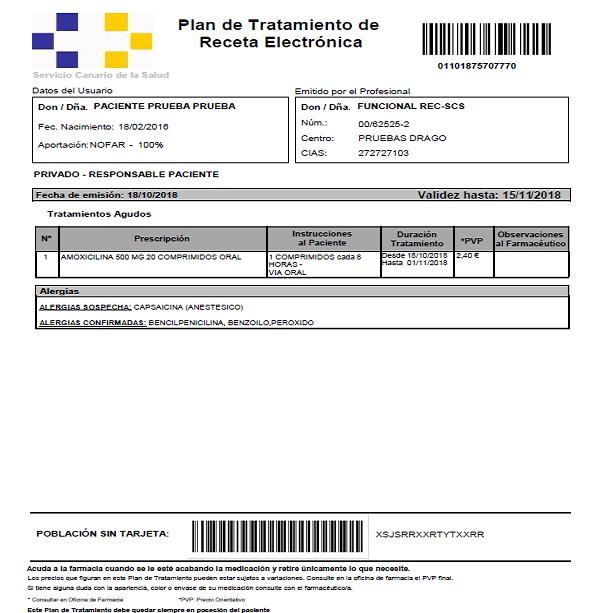 Plan de Tratamiento de
Receta Electrónica
Servicio Canario de la Salud
01101875707770
Datos del Usuario
Emitido por el Profesional
Don / Dña. PACIENTE PRUEBA PRUEBA
Fec. Nacimiento: 18/02/2016
Aportación: NOFAR - 100%
Don / Dña. FUNCIONAL REC-SCS
Núm.: 00/62525-2
Centro: PRUEBAS DRAGO
CIAS: 272727103
PRIVADO - RESPONSABLE PACIENTE
Fecha de emisión: 18/10/2018 Validez hasta: 15/11/2018
Tratamientos Agudos
Nº
Prescripción
Instrucciones
al Paciente
Duración
Tratamiento
*PVP
Observaciones
al Farmacéutico
1
AMOXICILINA 500 MG 20 COMPRIMIDOS ORAL
1 COMPRIMIDOS cada 8
HORAS -
VIA ORAL
Desde 18/10/2018
Hasta 01/11/2018
2,40 €
Alergias
ALERGIAS SOSPECHA: CAPSAICINA (ANESTESICO)
ALERGIAS CONFIRMADAS: BENCILPENICILINA, BENZOILO,PEROXIDO
POBLACIÓN SIN TARJETA:
XSJSRRXXRTYTXXRR
Acuda a la farmacia cuando se le esté acabando la medicación y retire únicamente lo que necesite.
Los precios que figuran en este Plan de Tratamiento pueden estar sujetos a variaciones. Consulte en la oficina de farmacia el PVP final.
Si tiene alguna duda con la apariencia, color o envase de su medicación consulte con el farmacéutico/a.
* Consultar en Oficina de Farmacia *PVP: Precio Orientativo
Este Plan de Tratamiento debe quedar siempre en posesión del paciente